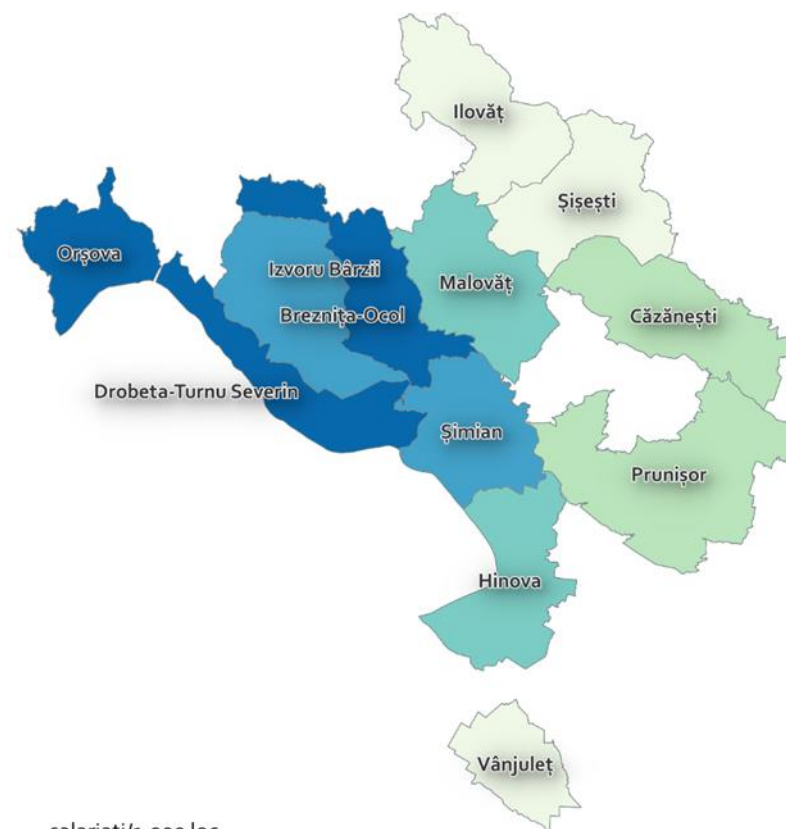 Ilovăț
Șișești
Orșova
Izvoru Bârzii
Malovăț
Breznița-Ocol
Căzănești
Drobeta-Turnu Severin
Șimian
Prunișor
Hinova
Vânjuleț